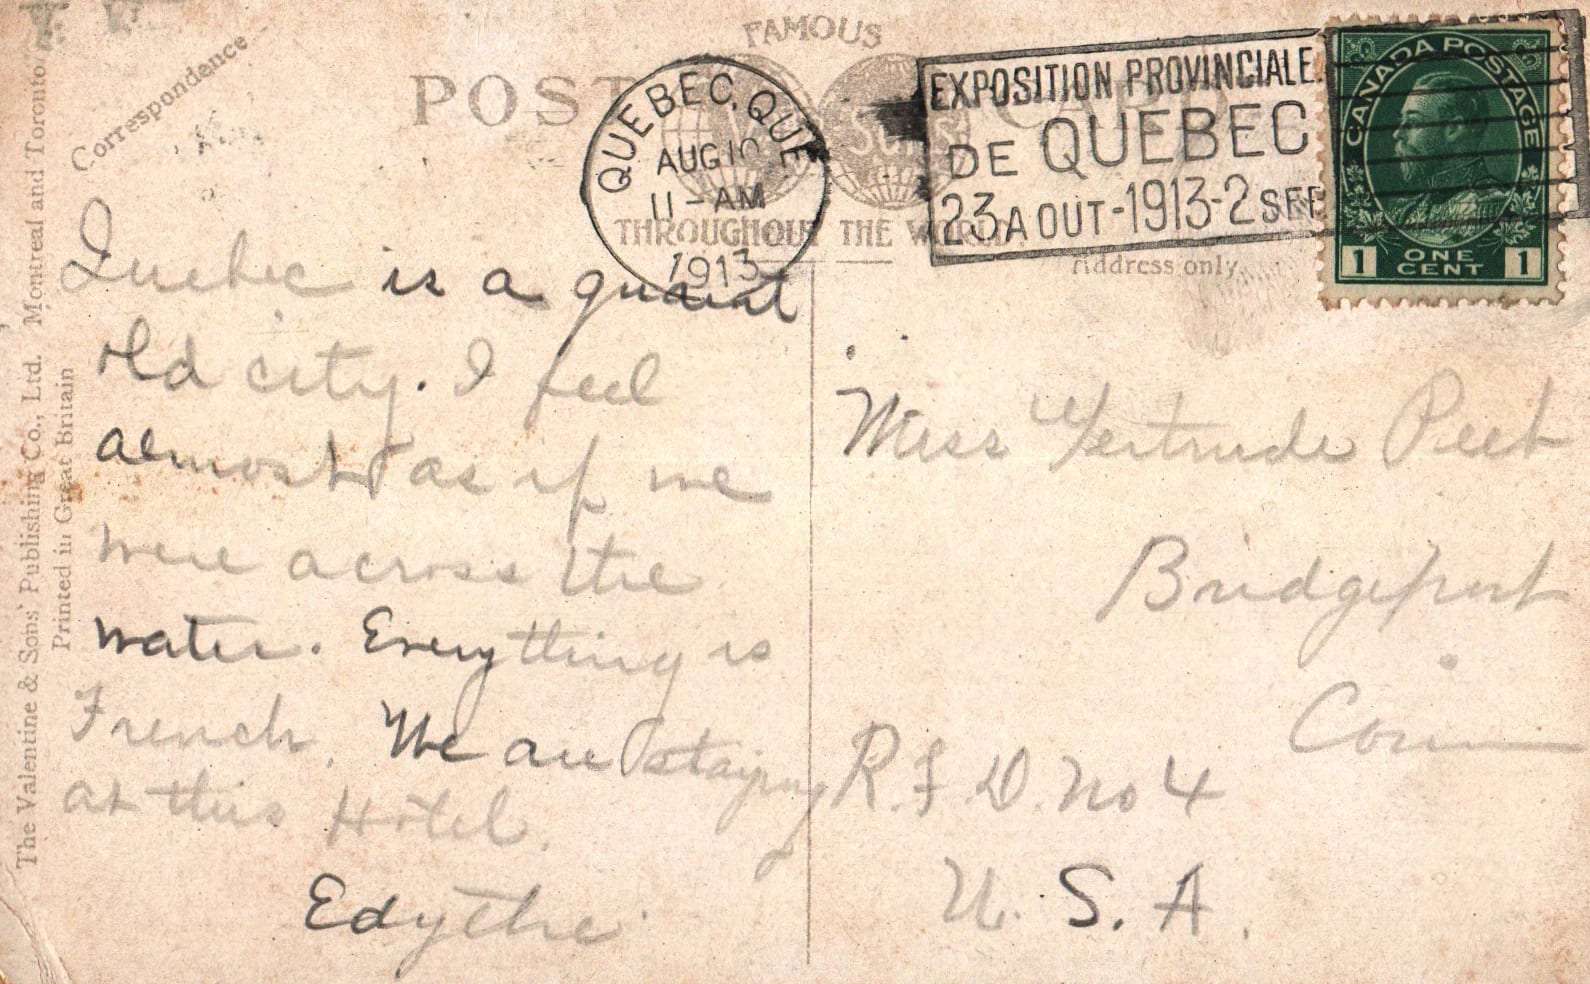 FAMOUS
POST CARD
THROUGHOUT THE WORLD.
Correspondence
Address only.
QUEBEC, QUE
AUG 10
11 - AM
1913
EXPOSITION PROVINCIALE
DE QUEBEC
23 AOUT - 1913 - 2 SEP
CANADA POSTAGE
1 ONE CENT 1
Quebec is a quaint
old city. I feel
almost as if we
were across the
water. Everything is
French. We are staying
at this Hotel.
Edythe.
Miss Gertrude Peet
Bridgeport
Conn
R.F.D. No 4
U.S.A.
The Valentine & Sons' Publishing Co., Ltd. Montreal and Toronto
Printed in Great Britain